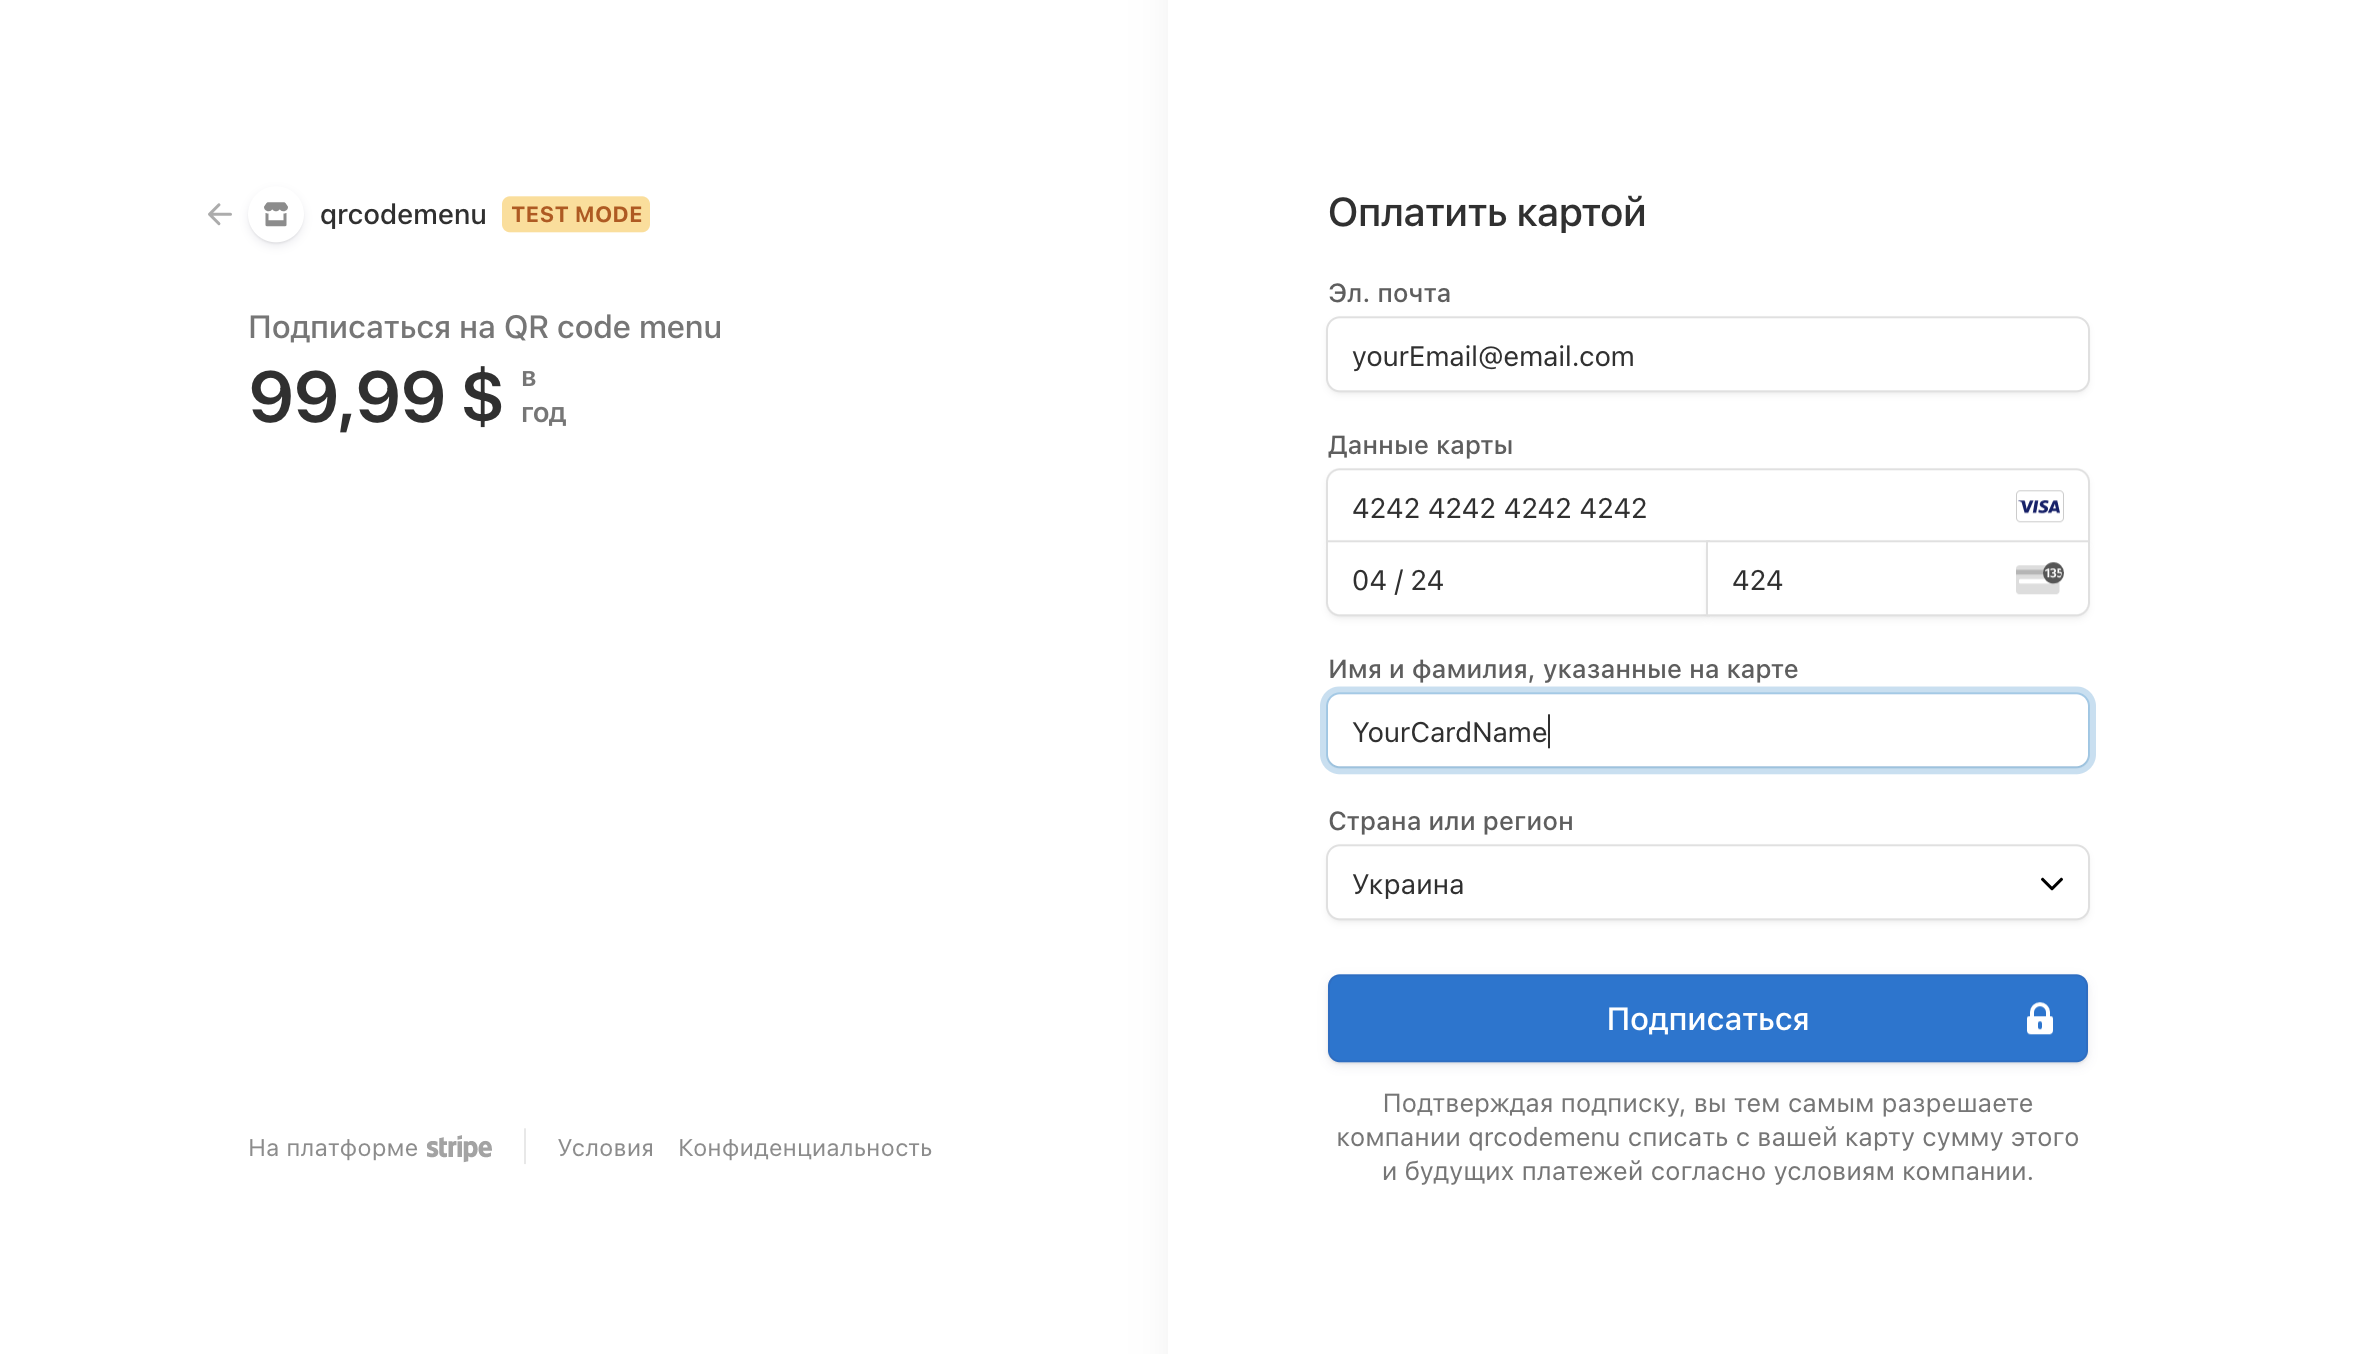 qrcodemenu TEST MODE
Подписаться на QR code menu
99,99 $ в год
На платформе stripe Условия Конфиденциальность
Оплатить картой
Эл. почта
yourEmail@email.com
Данные карты
4242 4242 4242 4242 VISA
04 / 24 424 135
Имя и фамилия, указанные на карте
YourCardName
Страна или регион
Украина
Подписаться
Подтверждая подписку, вы тем самым разрешаете
компании qrcodemenu списать с вашей карту сумму этого
и будущих платежей согласно условиям компании.